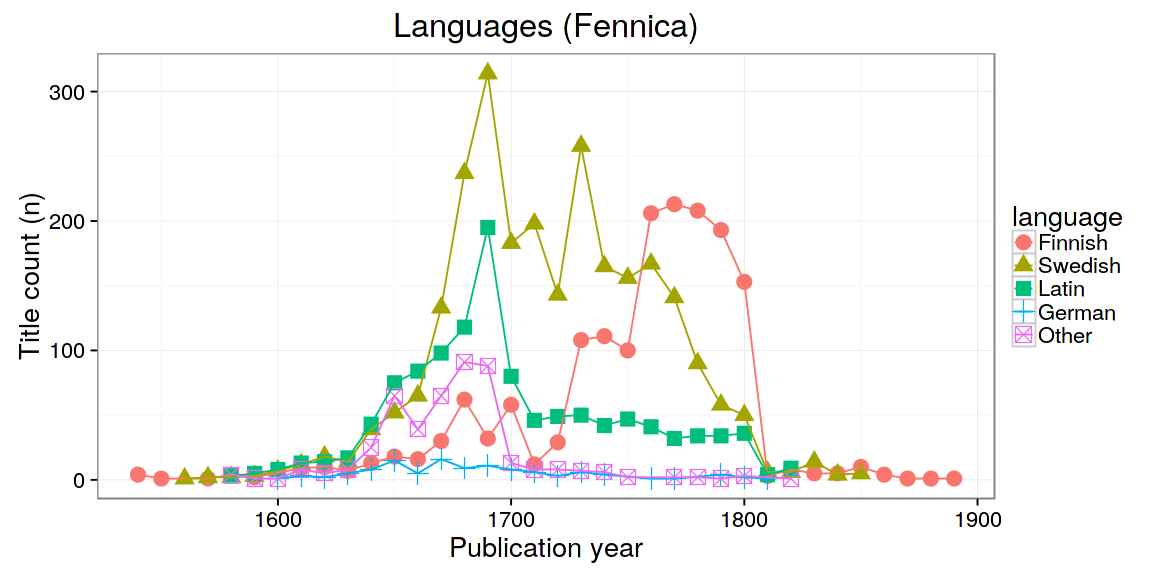 Languages (Fennica)
Title count (n)
300
200
100
0
1600
1700
1800
1900
Publication year
language
Finnish
Swedish
Latin
German
Other